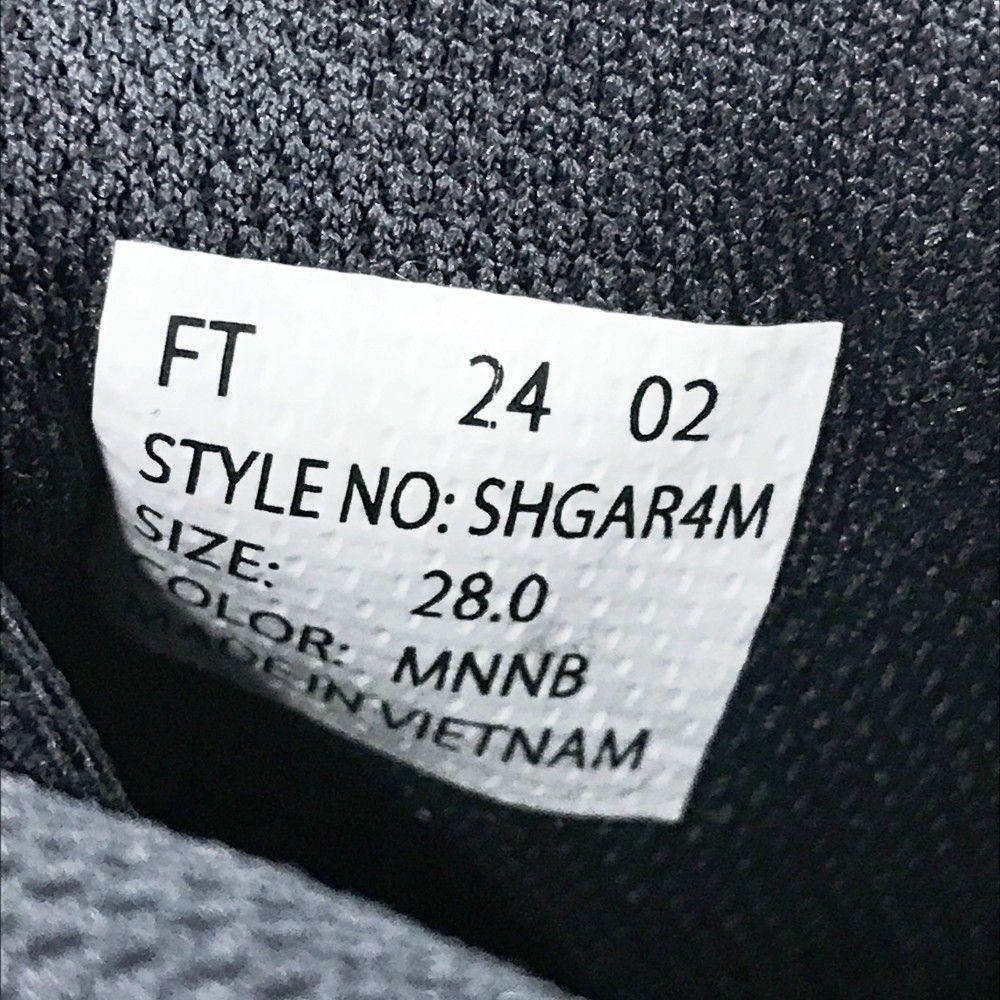 FT 24 02
STYLE NO: SHGAR4M
SIZE: 28.0
COLOR: MNNB
MADE IN VIETNAM